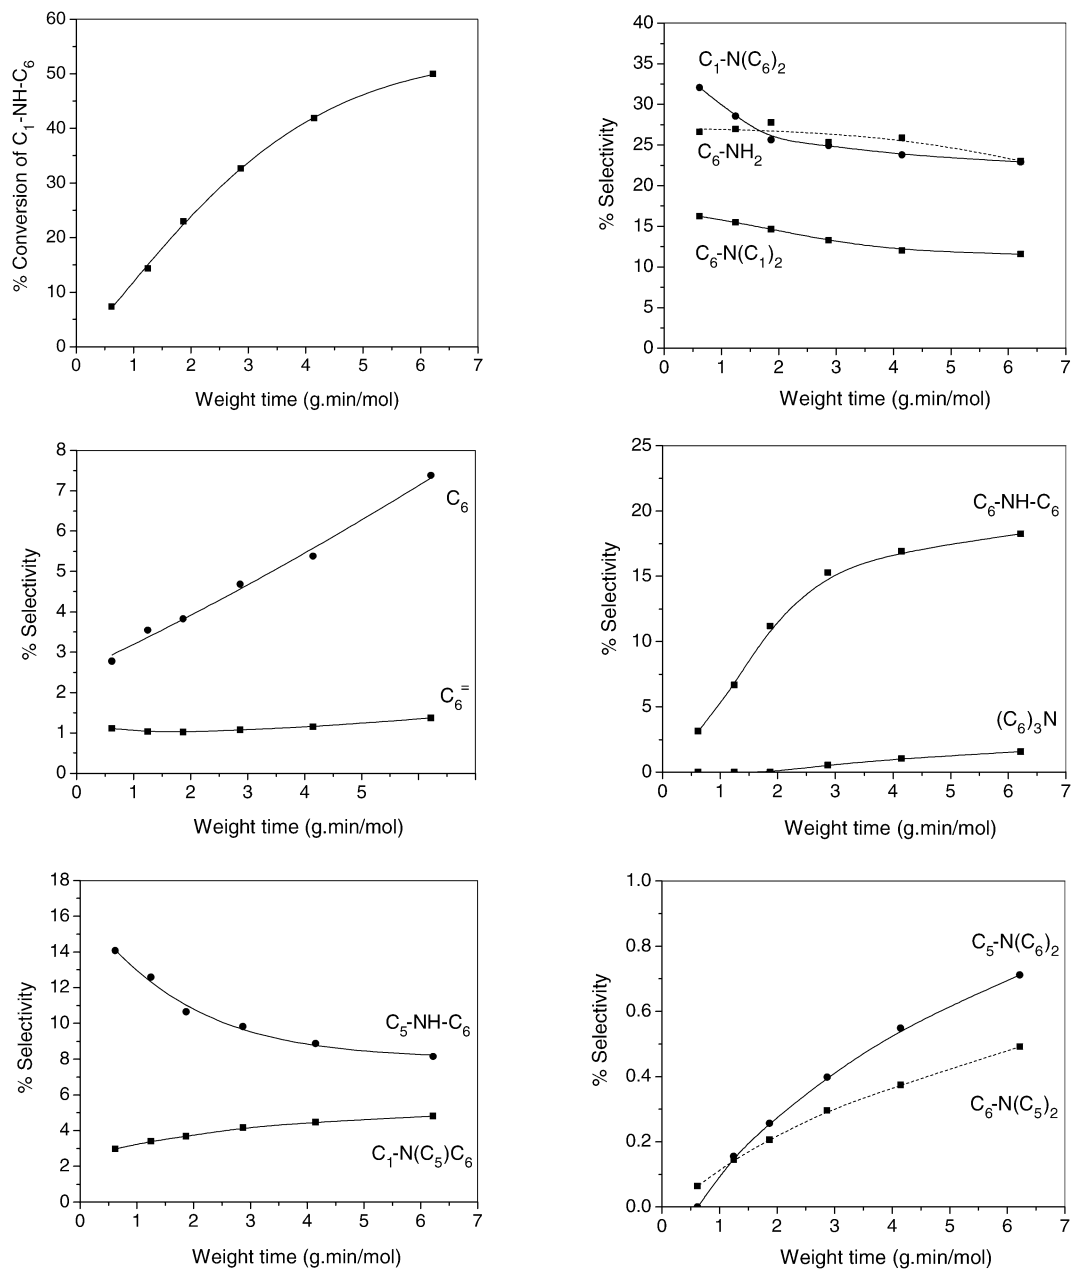 % Conversion of C₁-NH-C₆
60
50
40
30
20
10
0
0 1 2 3 4 5 6 7
Weight time (g.min/mol)
% Selectivity
40
35
30
25
20
15
10
5
0
C₁-N(C₆)₂
C₆-NH₂
C₆-N(C₁)₂
0 1 2 3 4 5 6 7
Weight time (g.min/mol)
% Selectivity
8
7
6
5
4
3
2
1
0
C₆
C₆⁼
0 1 2 3 4 5 6
Weight time (g.min/mol)
% Selectivity
25
20
15
10
5
0
C₆-NH-C₆
(C₆)₃N
0 1 2 3 4 5 6 7
Weight time (g.min/mol)
% Selectivity
18
16
14
12
10
8
6
4
2
0
C₅-NH-C₆
C₁-N(C₅)C₆
0 1 2 3 4 5 6 7
Weight time (g.min/mol)
% Selectivity
1.0
0.8
0.6
0.4
0.2
0.0
C₅-N(C₆)₂
C₆-N(C₅)₂
0 1 2 3 4 5 6 7
Weight time (g.min/mol)